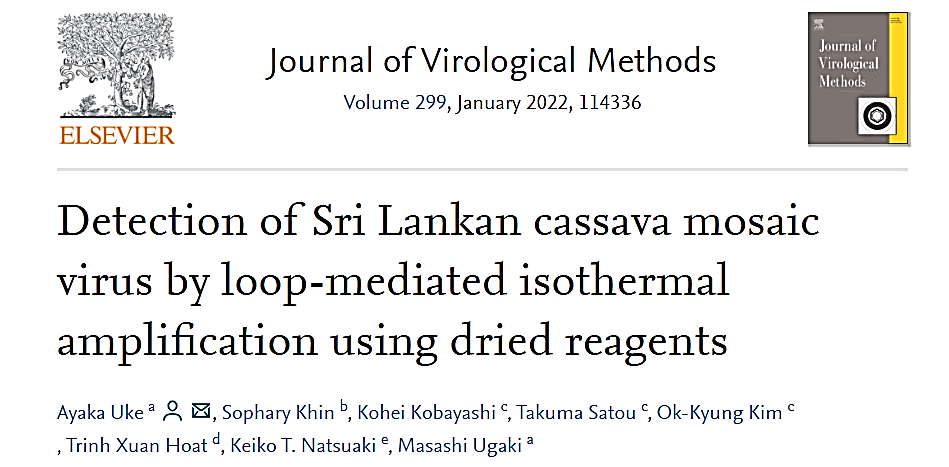 Journal of Virological Methods
Volume 299, January 2022, 114336
ELSEVIER
Journal of
Virological
Methods
Detection of Sri Lankan cassava mosaic
virus by loop-mediated isothermal
amplification using dried reagents
Ayaka Uke a, Sophary Khin b, Kohei Kobayashi c, Takuma Satou c, Ok-Kyung Kim c
, Trinh Xuan Hoat d, Keiko T. Natsuaki e, Masashi Ugaki a